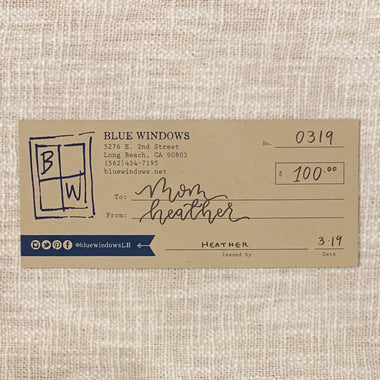 B
W
BLUE WINDOWS
5276 E. 2nd Street
Long Beach, CA 90803
(562)434-7195
bluewindows.net
No. 0319
$ 100.00
To: Mom
From: heather
@bluewindowsLB
HEATHER 3-19
Issued by Date